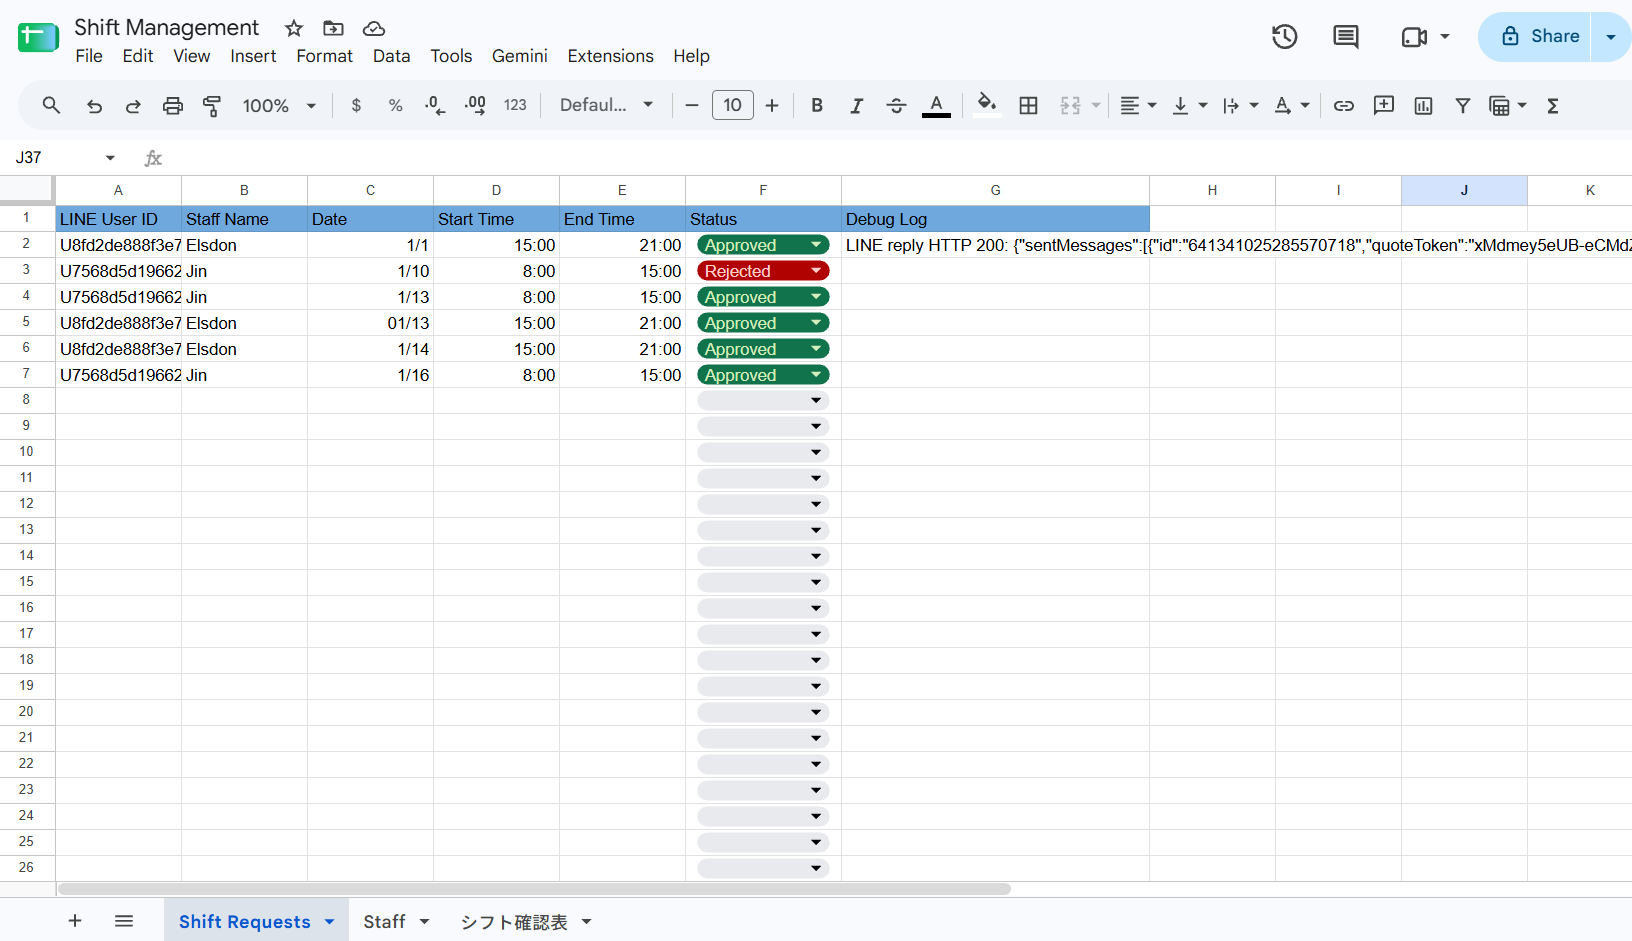 Shift Management
File Edit View Insert Format Data Tools Gemini Extensions Help
Share
100% $ % .0 .00 123 Defaul... 10 B I A
J37 fx
A B C D E F G H I J K
1 LINE User ID Staff Name Date Start Time End Time Status Debug Log
2 U8fd2de888f3e7 Elsdon 1/1 15:00 21:00 Approved LINE reply HTTP 200: {"sentMessages":[{"id":"641341025285570718","quoteToken":"xMdmey5eUB-eCMdZ
3 U7568d5d19662 Jin 1/10 8:00 15:00 Rejected
4 U7568d5d19662 Jin 1/13 8:00 15:00 Approved
5 U8fd2de888f3e7 Elsdon 01/13 15:00 21:00 Approved
6 U8fd2de888f3e7 Elsdon 1/14 15:00 21:00 Approved
7 U7568d5d19662 Jin 1/16 8:00 15:00 Approved
8
9
10
11
12
13
14
15
16
17
18
19
20
21
22
23
24
25
26
Shift Requests Staff シフト確認表